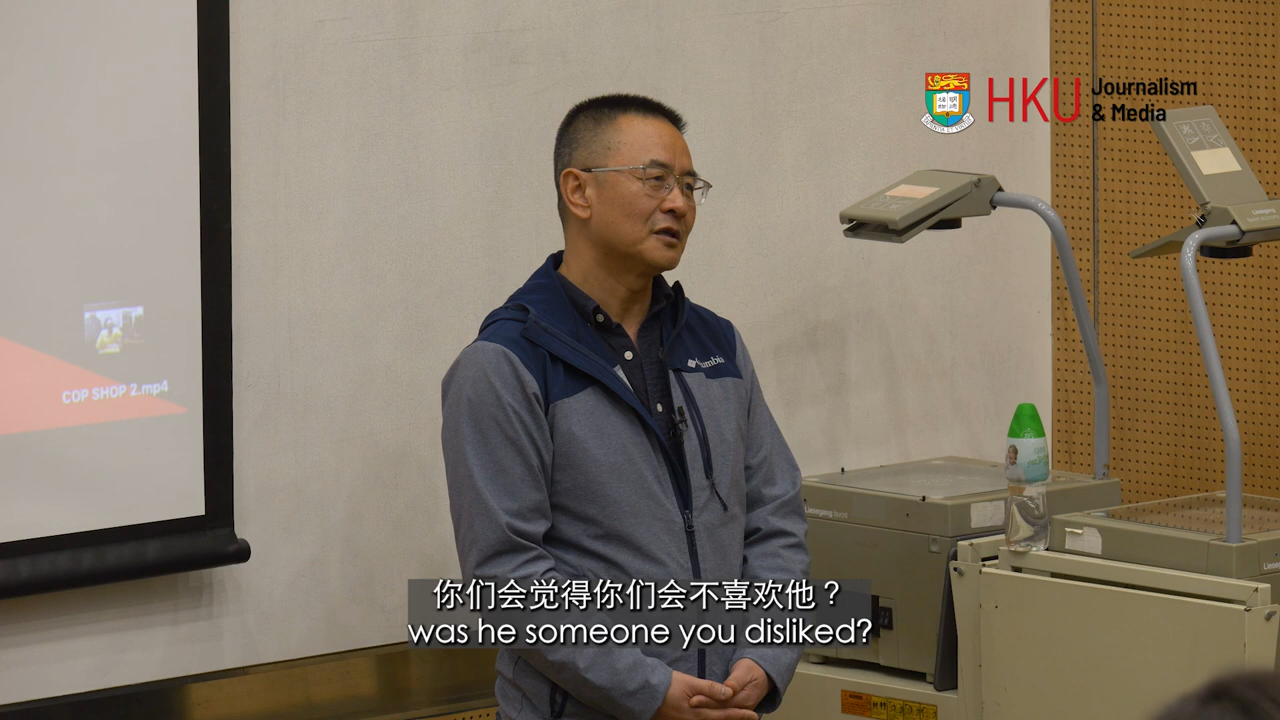 HKU
Journalism
& Media
COP SHOP 2.mp4
Columbia
Liesegang
你们会觉得你们会不喜欢他？
was he someone you disliked?